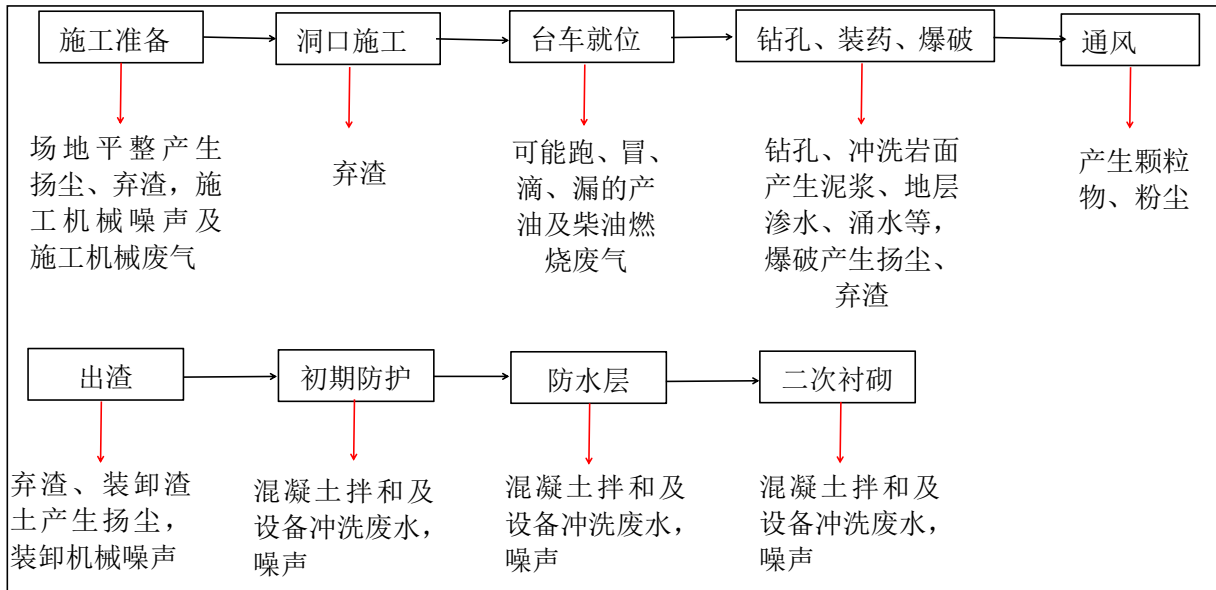 施工准备
洞口施工
台车就位
钻孔、装药、爆破
通风
场地平整产生
扬尘、弃渣，施
工机械噪声及
施工机械废气
弃渣
可能跑、冒、
滴、漏的产
油及柴油燃
烧废气
钻孔、冲洗岩面
产生泥浆、地层
渗水、涌水等，
爆破产生扬尘、
弃渣
产生颗粒
物、粉尘
出渣
初期防护
防水层
二次衬砌
弃渣、装卸渣
土产生扬尘，
装卸机械噪声
混凝土拌和及
设备冲洗废水，
噪声
混凝土拌和及
设备冲洗废水，
噪声
混凝土拌和及
设备冲洗废水，
噪声